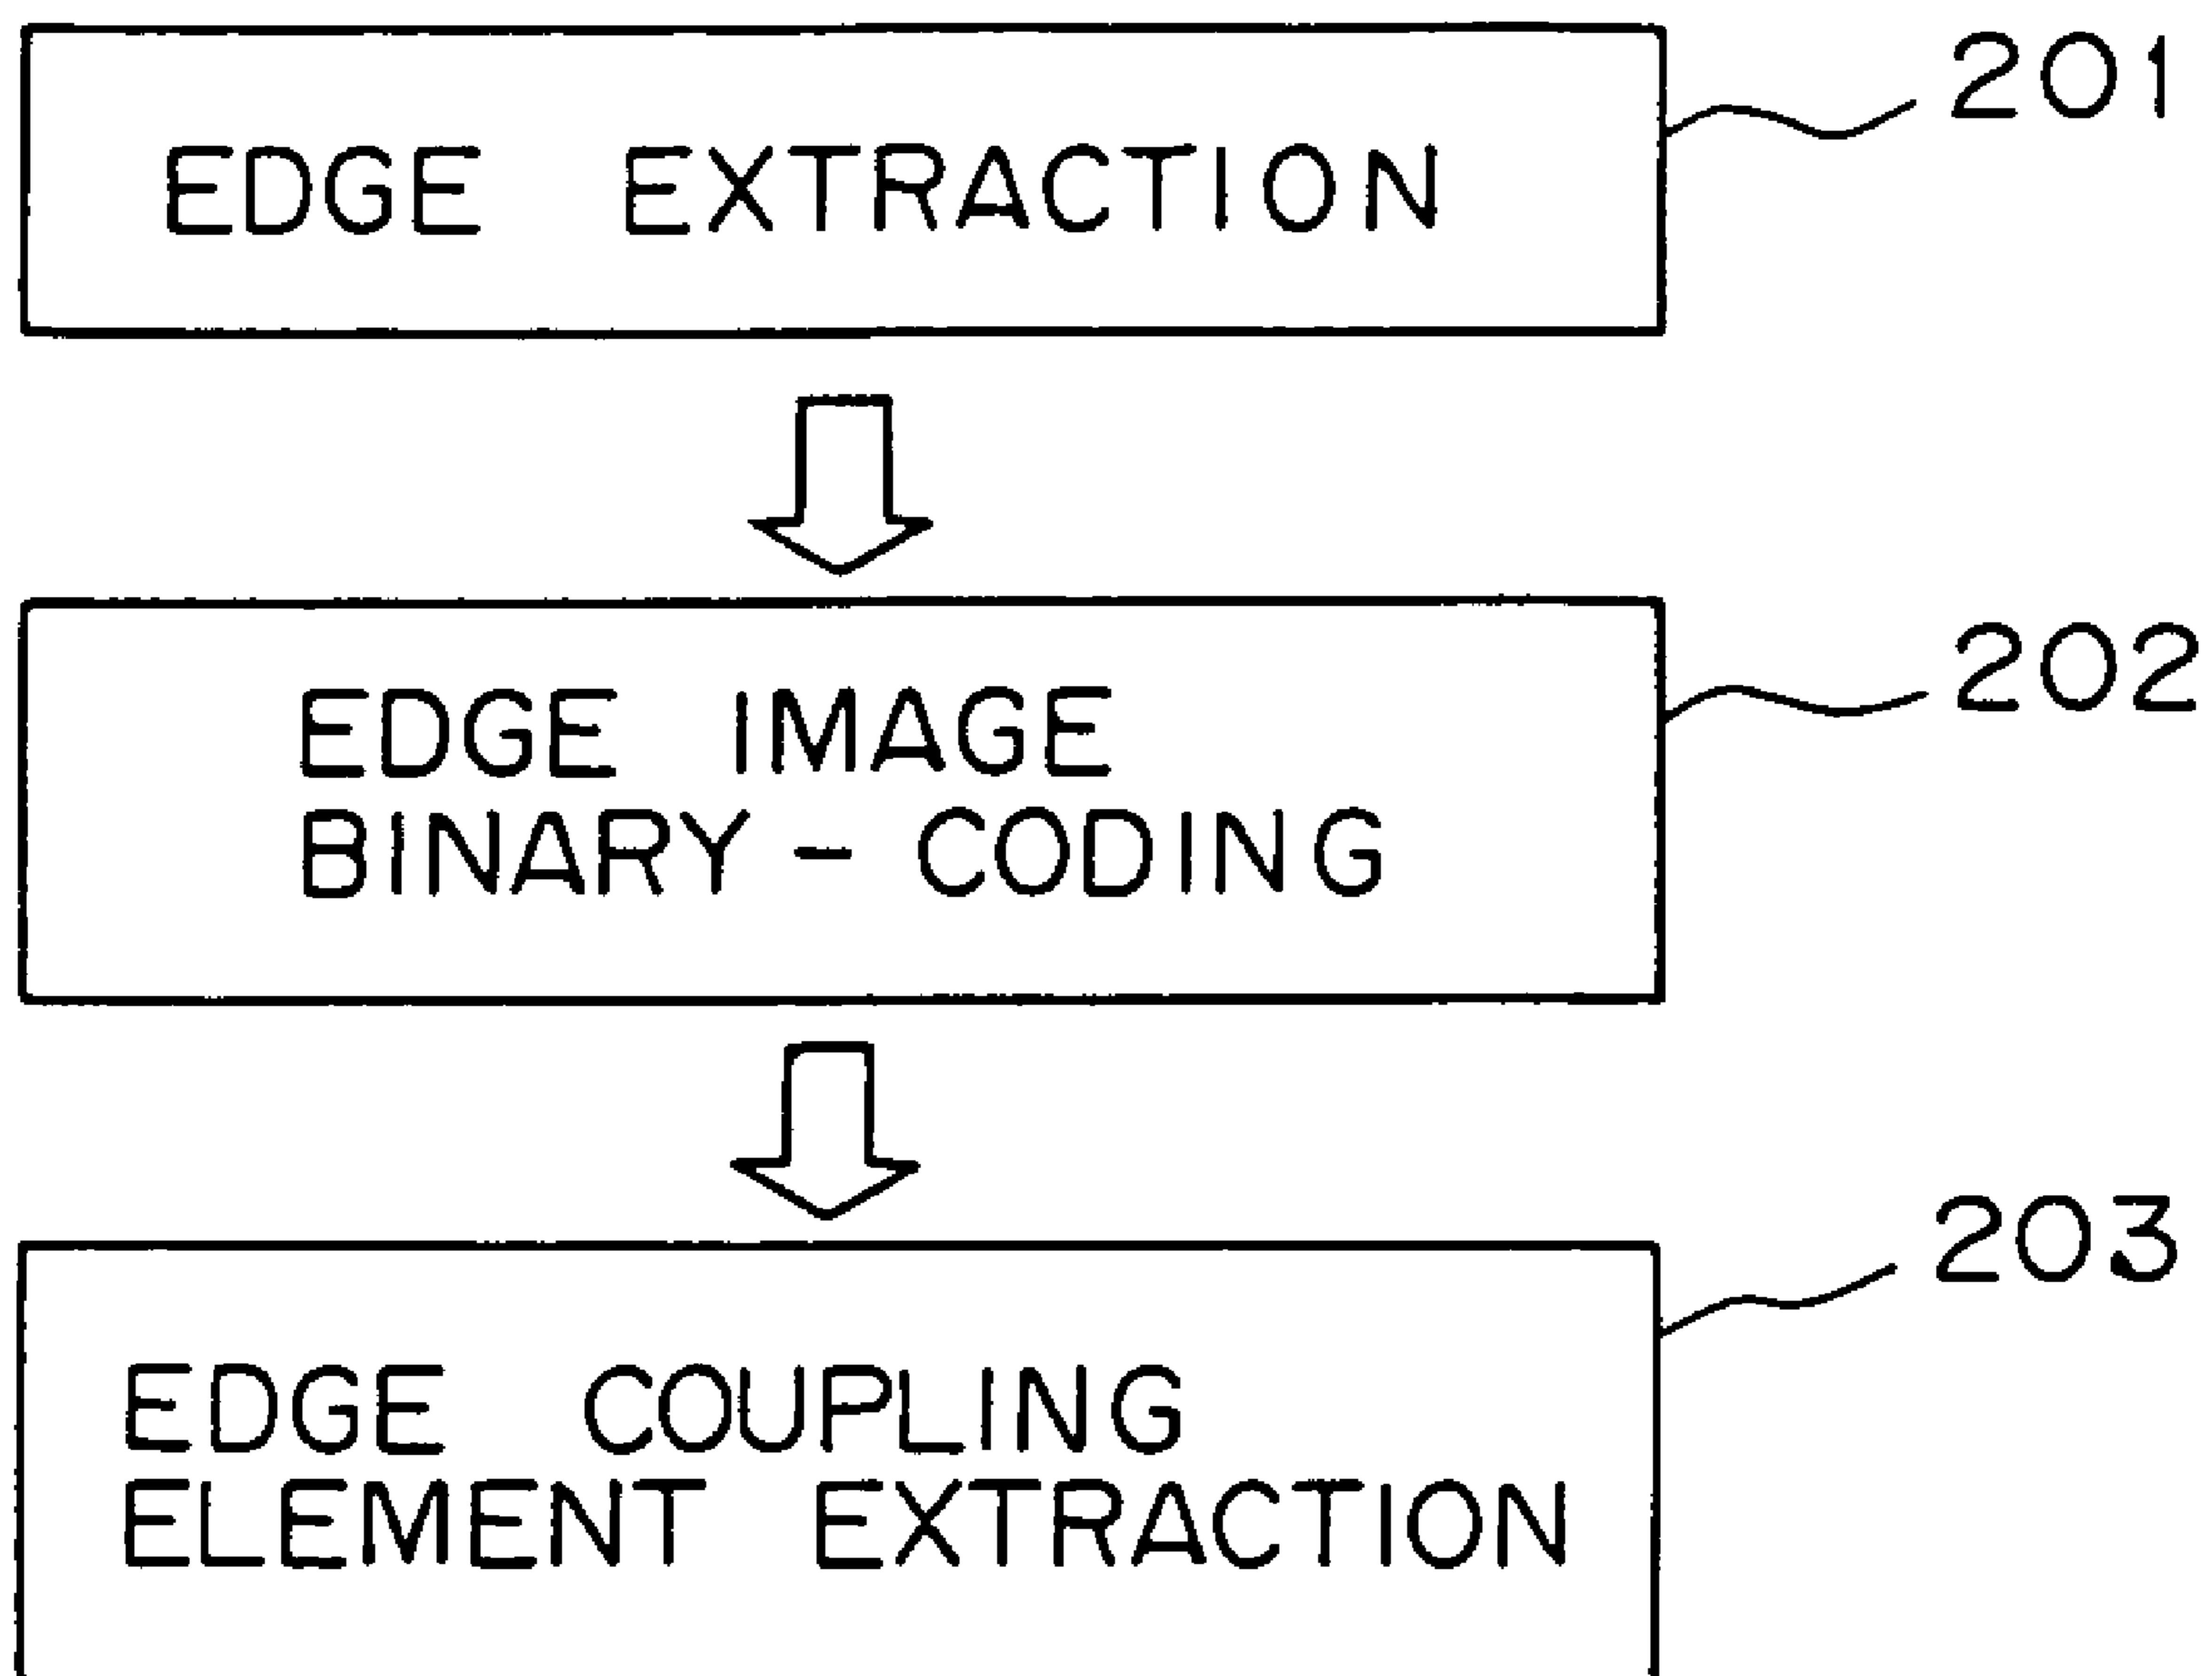 201
EDGE EXTRACTION
202
EDGE IMAGE
BINARY - CODING
203
EDGE COUPLING
ELEMENT EXTRACTION